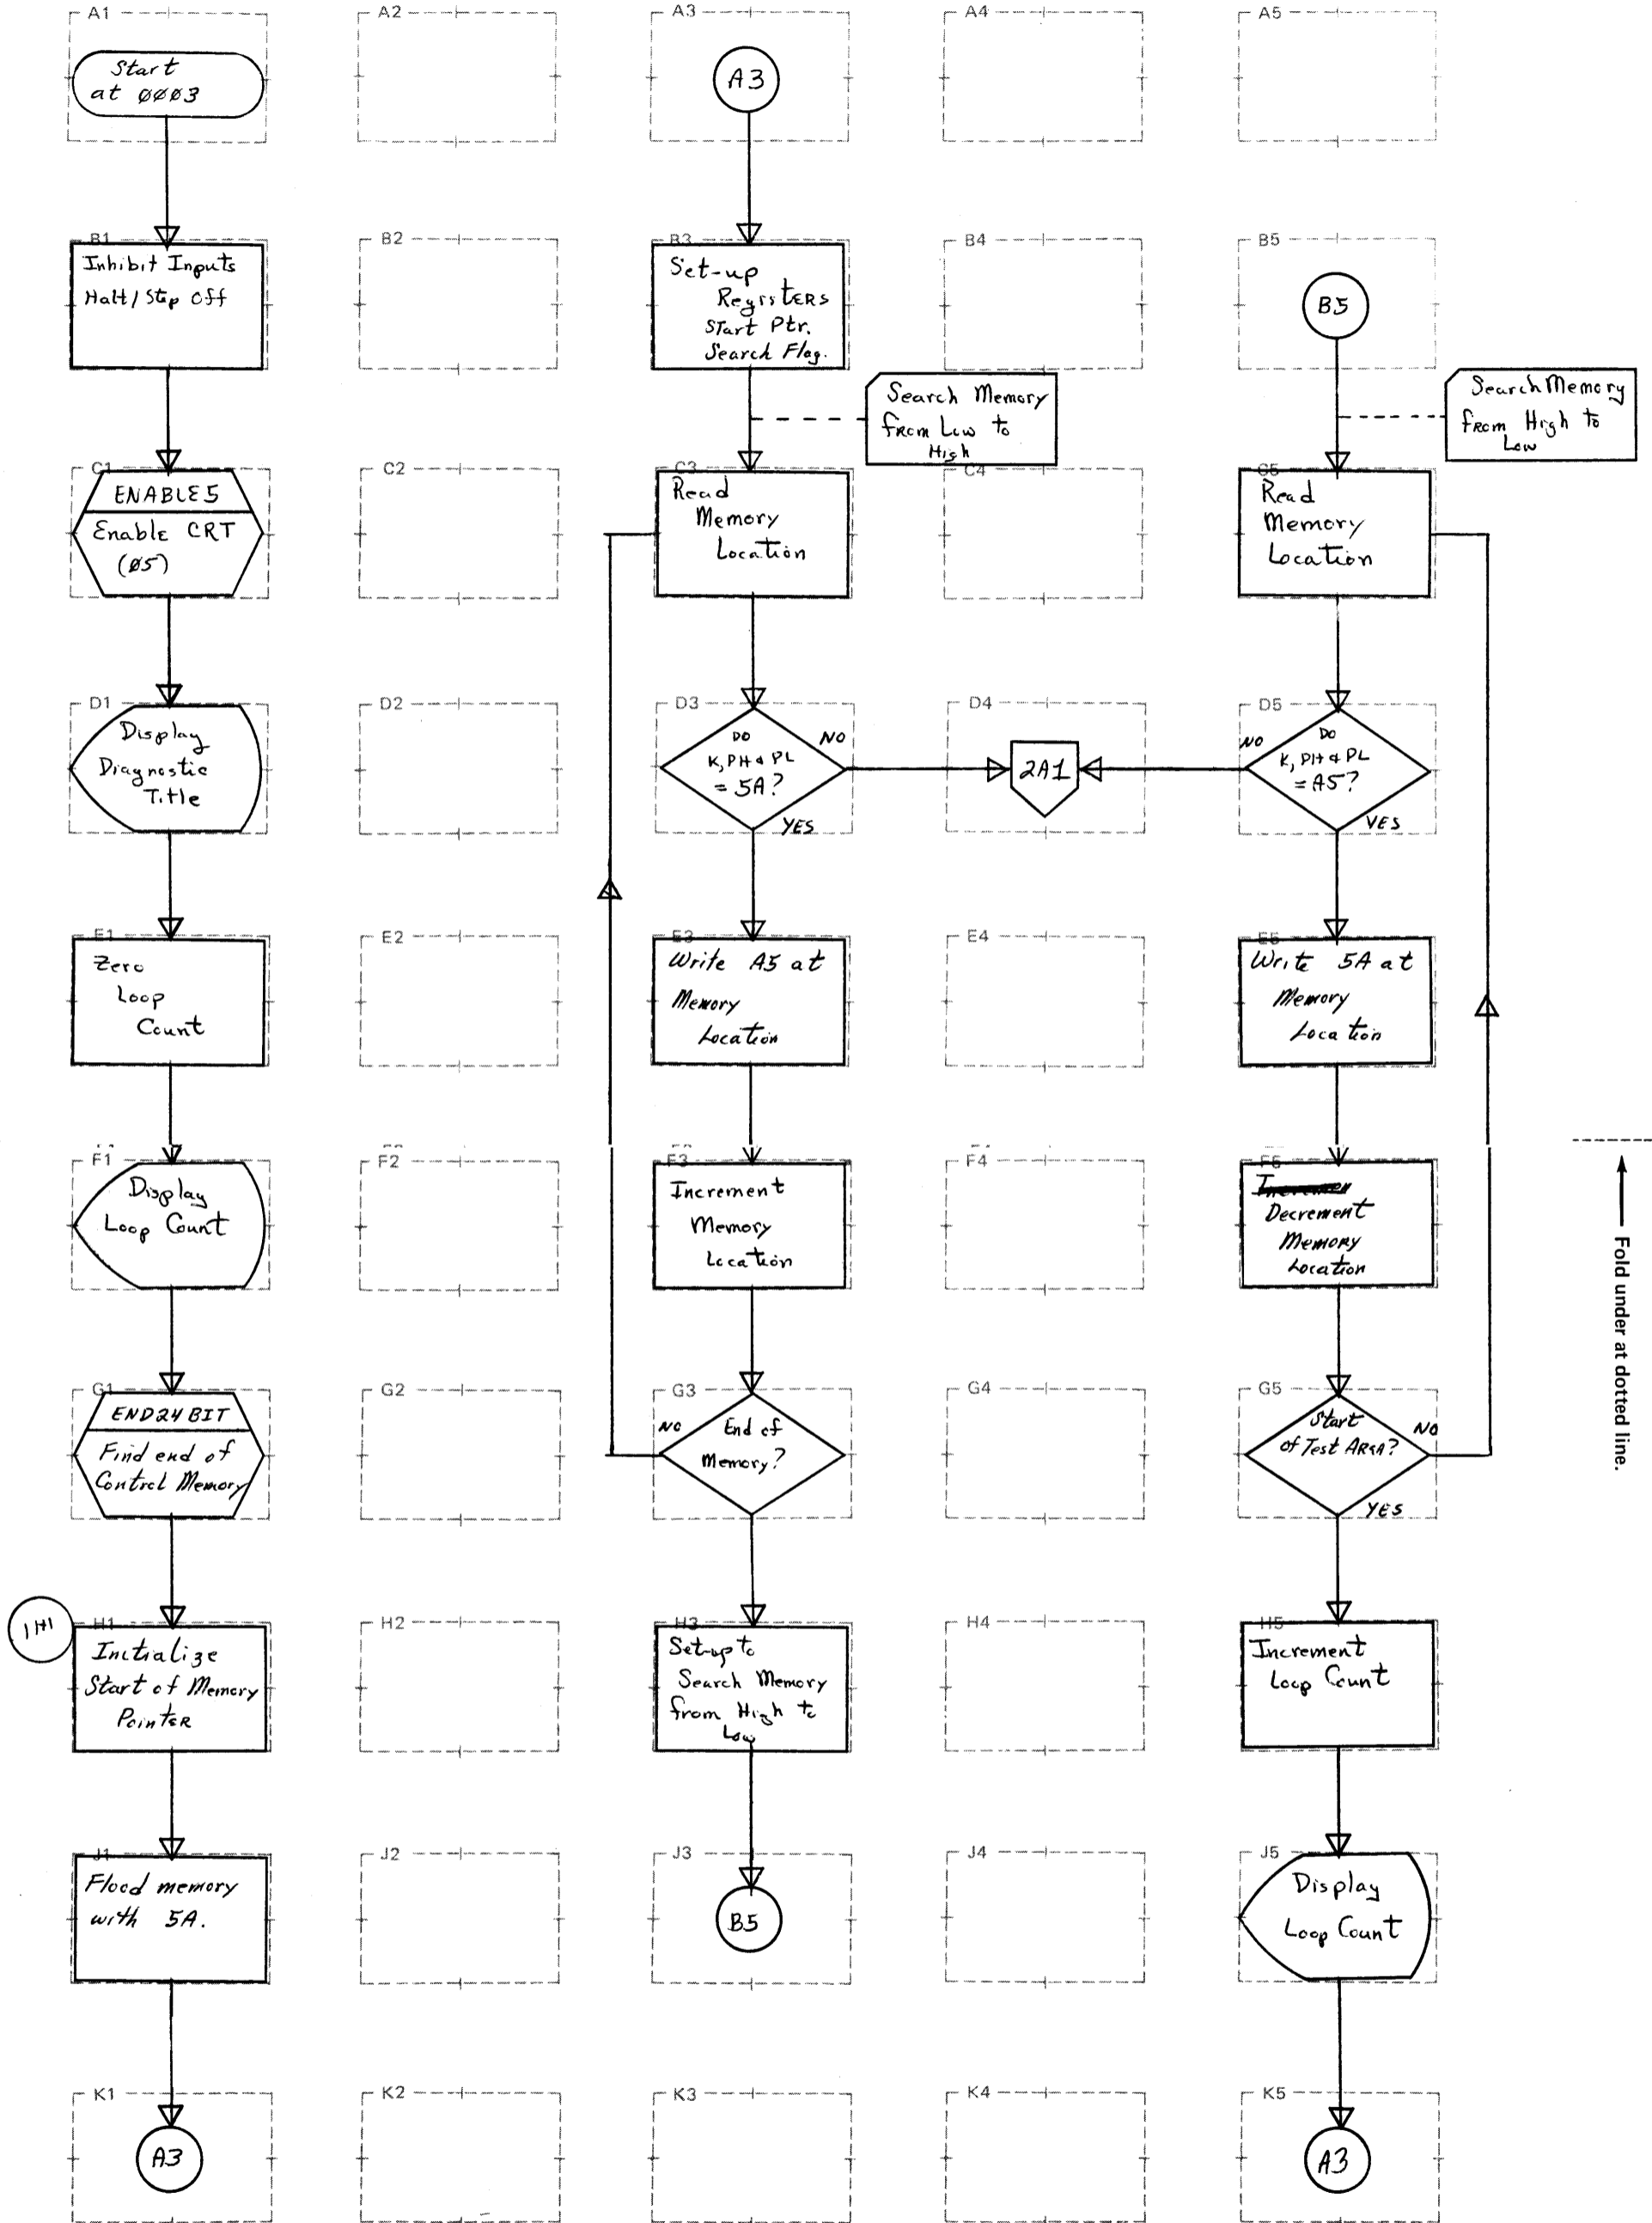 A1
Start
at 0003
B1
Inhibit Inputs
Halt/Step Off
C1
ENABLE5
Enable CRT
(05)
D1
Display
Diagnostic
Title
E1
Zero
Loop
Count
F1
Display
Loop Count
G1
END24BIT
Find end of
Control Memory
1H1
H1
Initialize
Start of Memory
Pointer
J1
Flood memory
with 5A.
K1
A3
A2
B2
C2
D2
E2
F2
G2
H2
J2
K2
A3
A3
B3
Set-up
Registers
Start Ptr.
Search Flag.
Search Memory
from Low to
High
C3
Read
Memory
Location
D3
DO
K, PH & PL
= 5A?
NO
YES
E3
Write A5 at
Memory
Location
F3
Increment
Memory
Location
G3
NO
End of
Memory?
H3
Set-up to
Search Memory
from High to
Low
J3
B5
K3
A4
B4
C4
D4
2A1
E4
F4
G4
H4
J4
K4
A5
B5
B5
Search Memory
from High to
Low
C5
Read
Memory
Location
D5
NO
DO
K, PH & PL
= A5?
YES
E5
Write 5A at
Memory
Location
F5
Decrement
Memory
Location
G5
Start
of Test Area?
NO
YES
H5
Increment
Loop Count
J5
Display
Loop Count
K5
A3
Fold under at dotted line.